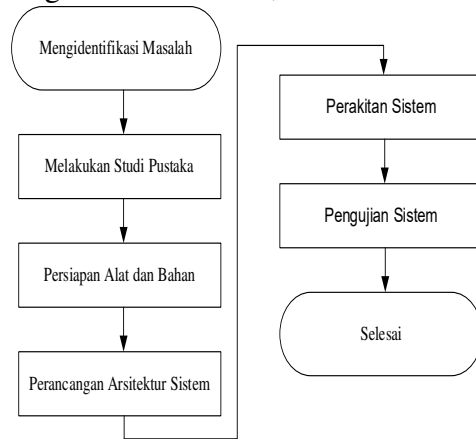 Mengidentifikasi Masalah
Melakukan Studi Pustaka
Persiapan Alat dan Bahan
Perancangan Arsitektur Sistem
Perakitan Sistem
Pengujian Sistem
Selesai